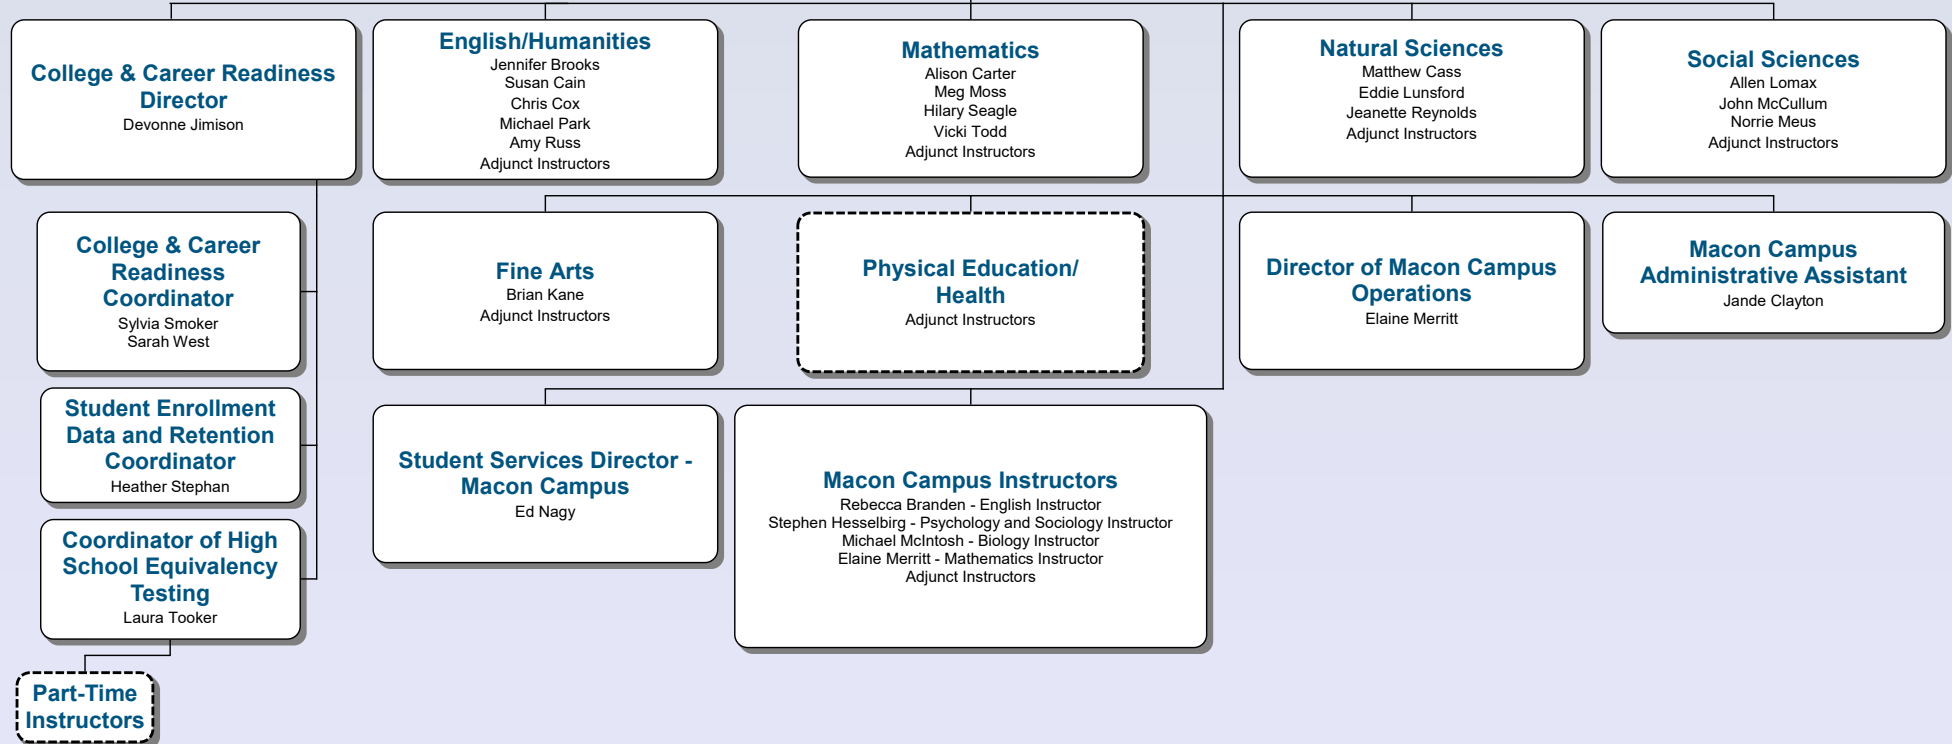 College & Career Readiness
Director
Devonne Jimison
English/Humanities
Jennifer Brooks
Susan Cain
Chris Cox
Michael Park
Amy Russ
Adjunct Instructors
Mathematics
Alison Carter
Meg Moss
Hilary Seagle
Vicki Todd
Adjunct Instructors
Natural Sciences
Matthew Cass
Eddie Lunsford
Jeanette Reynolds
Adjunct Instructors
Social Sciences
Allen Lomax
John McCullum
Norrie Meus
Adjunct Instructors
College & Career
Readiness
Coordinator
Sylvia Smoker
Sarah West
Fine Arts
Brian Kane
Adjunct Instructors
Physical Education/
Health
Adjunct Instructors
Director of Macon Campus
Operations
Elaine Merritt
Macon Campus
Administrative Assistant
Jande Clayton
Student Enrollment
Data and Retention
Coordinator
Heather Stephan
Student Services Director -
Macon Campus
Ed Nagy
Macon Campus Instructors
Rebecca Branden - English Instructor
Stephen Hesselbirg - Psychology and Sociology Instructor
Michael McIntosh - Biology Instructor
Elaine Merritt - Mathematics Instructor
Adjunct Instructors
Coordinator of High
School Equivalency
Testing
Laura Tooker
Part-Time
Instructors